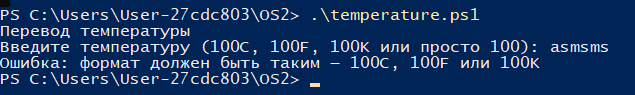 PS C:\Users\User-27cdc803\OS2> .\temperature.ps1
Перевод температуры
Введите температуру (100C, 100F, 100K или просто 100): asmsms
Ошибка: формат должен быть таким — 100C, 100F или 100K
PS C:\Users\User-27cdc803\OS2>